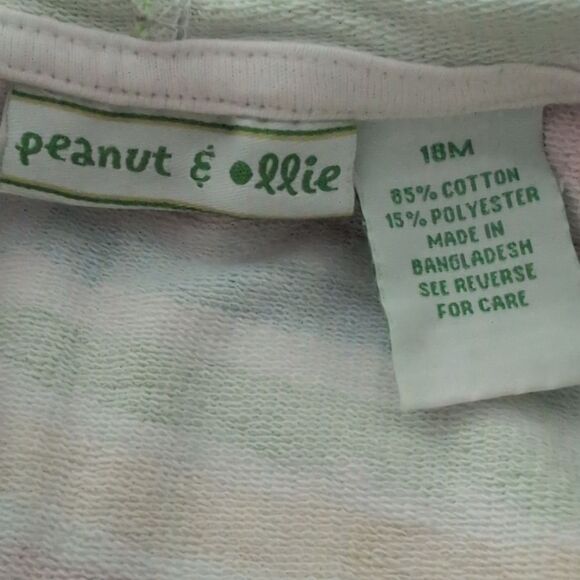 peanut & ollie
18M
85% COTTON
15% POLYESTER
MADE IN
BANGLADESH
SEE REVERSE
FOR CARE